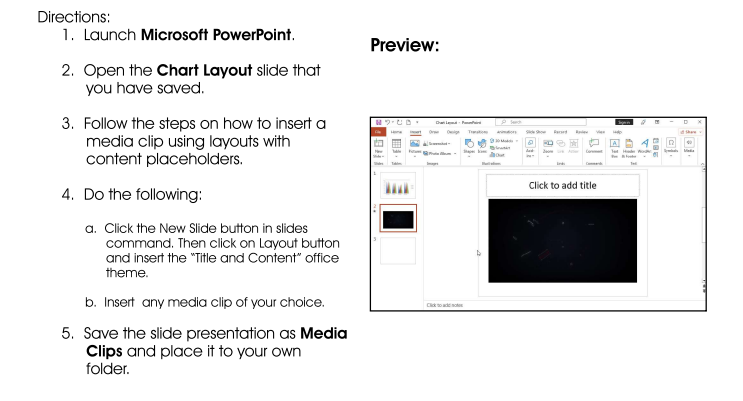 Directions:
1. Launch Microsoft PowerPoint.
2. Open the Chart Layout slide that
you have saved.
3. Follow the steps on how to insert a
media clip using layouts with
content placeholders.
4. Do the following:
a. Click the New Slide button in slides
command. Then click on Layout button
and insert the “Title and Content” office
theme.
b. Insert any media clip of your choice.
5. Save the slide presentation as Media
Clips and place it to your own
folder.
Preview:
Chart Layout - PowerPoint Search Sign in
File Home Insert Draw Design Transitions Animations Slide Show Record Review View Help Share
New Slide Table Pictures Screenshot Photo Album Shapes Icons 3D Models SmartArt Chart Add-ins Zoom Link Action Comment Text Box Header & Footer WordArt Symbols Media
Slides Tables Images Illustrations Links Comments Text
1
2
3
Click to add title
Click to add notes